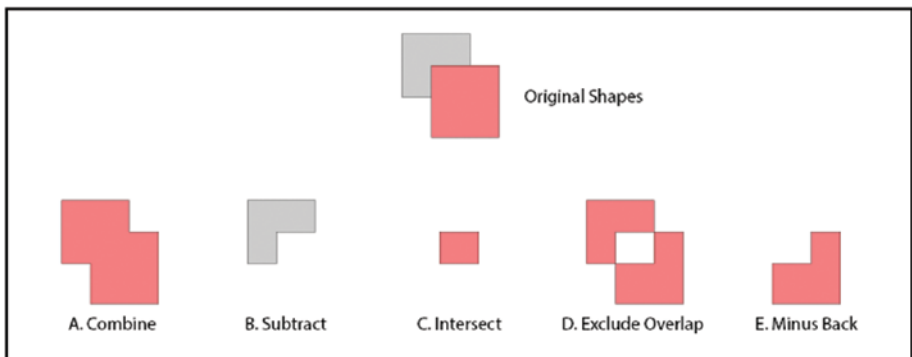 Original Shapes
A. Combine
B. Subtract
C. Intersect
D. Exclude Overlap
E. Minus Back